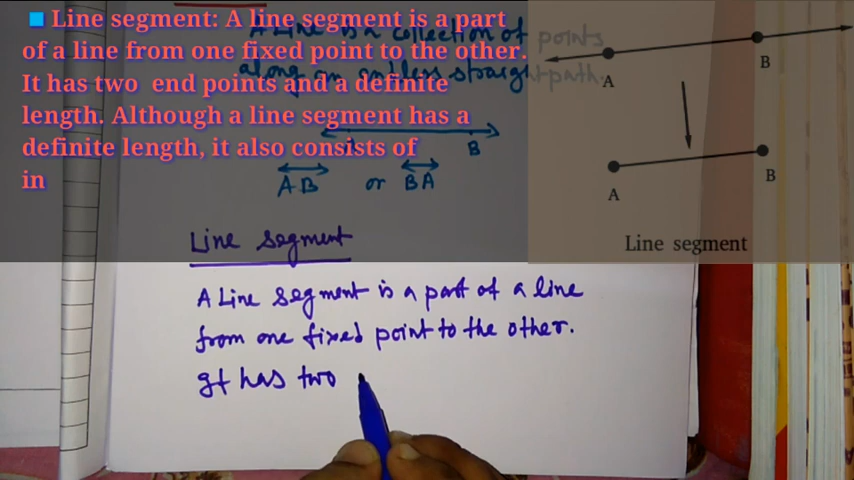 Line segment: A line segment is a part
of a line from one fixed point to the other.
It has two end points and a definite
length. Although a line segment has a
definite length, it also consists of
in
A Line is a collection of points
along an endless straight path.
B
AB or BA
A
B
A
B
Line segment
Line Segment
A Line Segment is a part of a line
from one fixed point to the other.
It has two